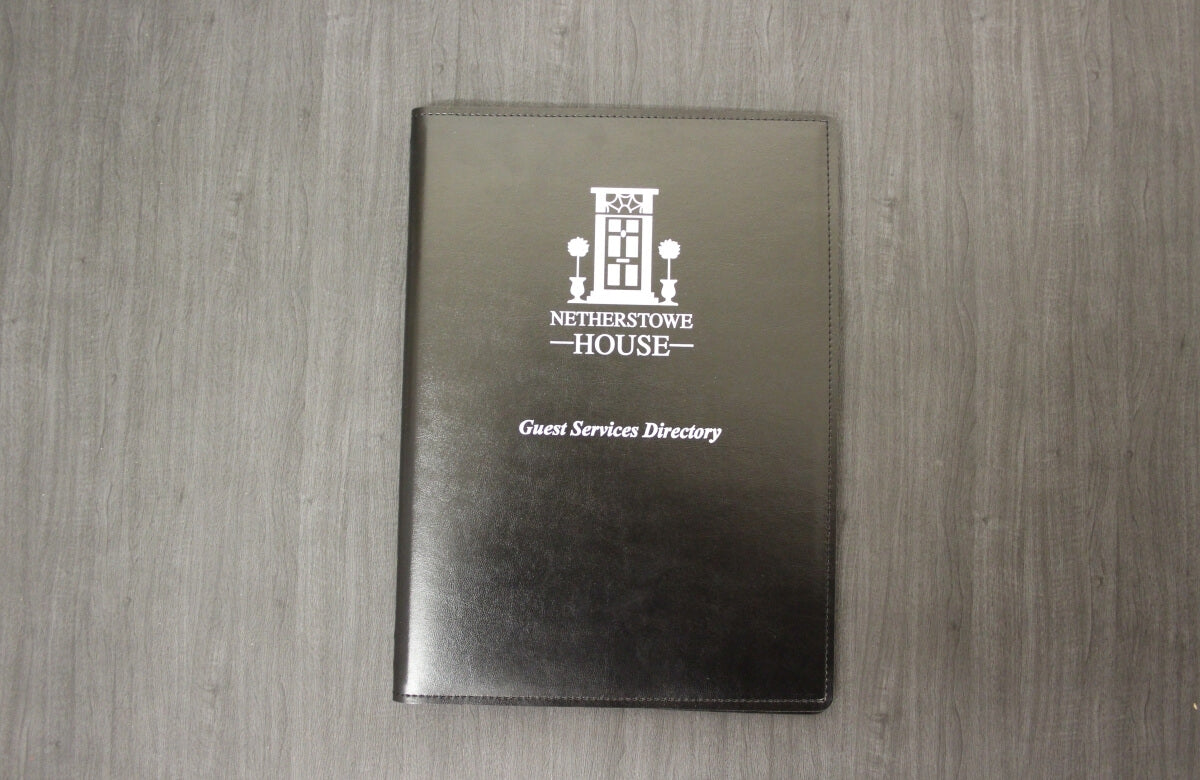 NETHERSTOWE
—HOUSE—
Guest Services Directory